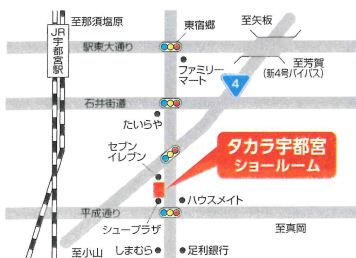 至那須塩原
東宿郷
至矢板
JR宇都宮駅
駅東大通り
ファミリー
マート
至芳賀
(新4号バイパス)
4
石井街道
たいらや
セブン
イレブン
タカラ宇都宮
ショールーム
ハウスメイト
平成通り
シュープラザ
至真岡
至小山
しまむら
足利銀行